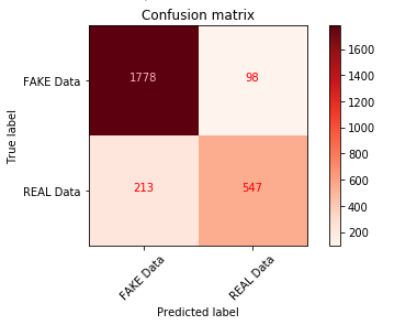 Confusion matrix
True label
FAKE Data
1778
98
REAL Data
213
547
FAKE Data
REAL Data
Predicted label
1600
1400
1200
1000
800
600
400
200